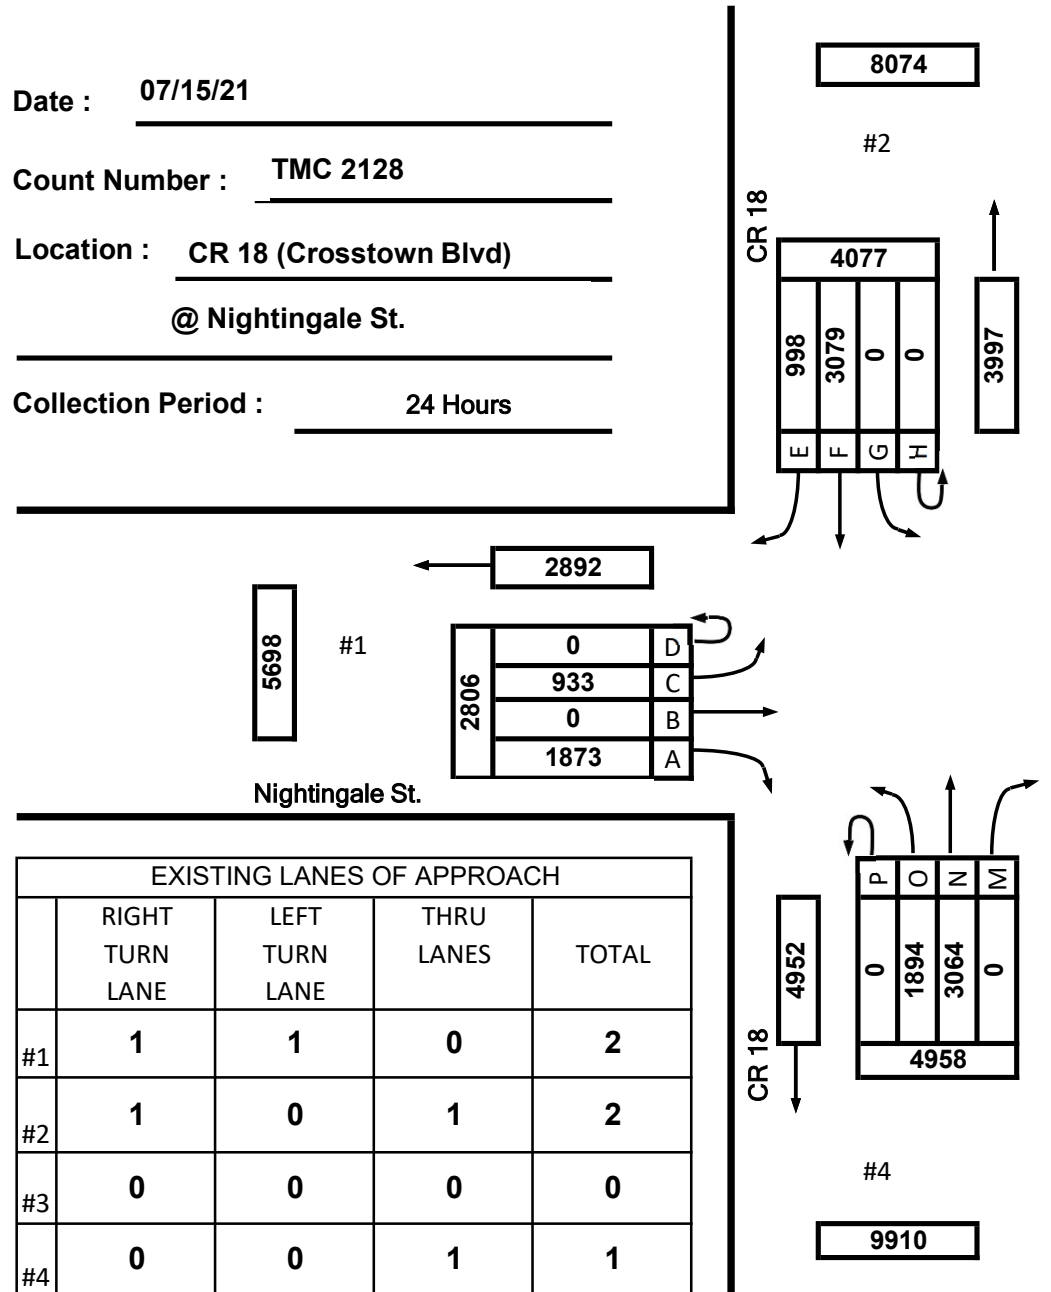 Date : 07/15/21
Count Number : TMC 2128
Location : CR 18 (Crosstown Blvd)
@ Nightingale St.
Collection Period : 24 Hours
8074
#2
CR 18
4077
998 3079 0 0
E F G H
3997
2892
5698
#1
2806
0 D
933 C
0 B
1873 A
Nightingale St.
EXISTING LANES OF APPROACH
RIGHT TURN LANE
LEFT TURN LANE
THRU LANES
TOTAL
#1 1 1 0 2
#2 1 0 1 2
#3 0 0 0 0
#4 0 0 1 1
4952
CR 18
P O N M
0 1894 3064 0
4958
#4
9910